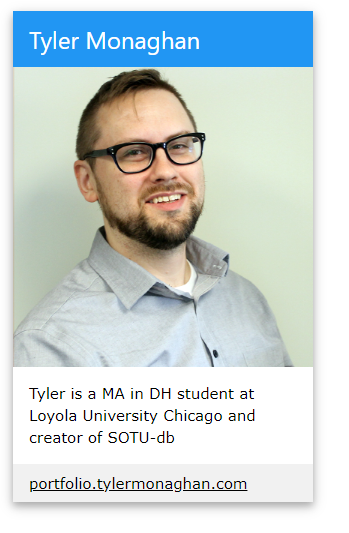 Tyler Monaghan
Tyler is a MA in DH student at
Loyola University Chicago and
creator of SOTU-db
portfolio.tylermonaghan.com